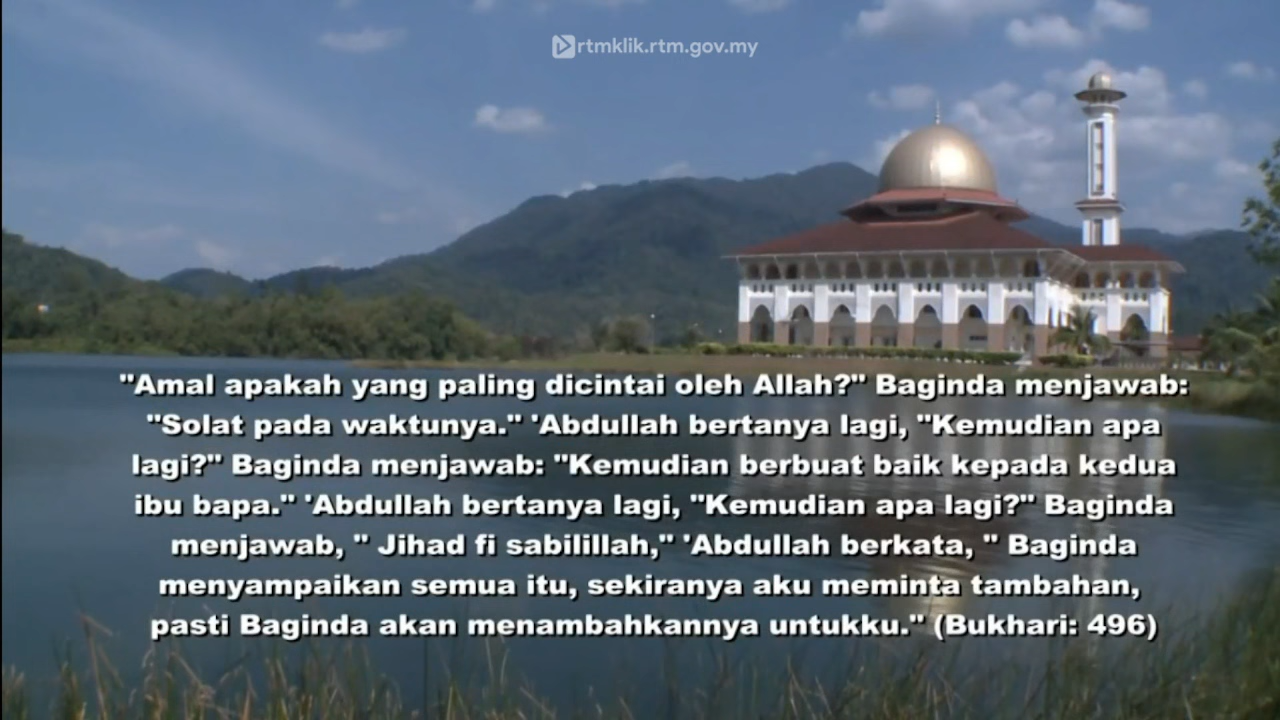 rtmklik.rtm.gov.my
"Amal apakah yang paling dicintai oleh Allah?" Baginda menjawab:
"Solat pada waktunya." 'Abdullah bertanya lagi, "Kemudian apa
lagi?" Baginda menjawab: "Kemudian berbuat baik kepada kedua
ibu bapa." 'Abdullah bertanya lagi, "Kemudian apa lagi?" Baginda
menjawab, " Jihad fi sabilillah," 'Abdullah berkata, " Baginda
menyampaikan semua itu, sekiranya aku meminta tambahan,
pasti Baginda akan menambahkannya untukku." (Bukhari: 496)